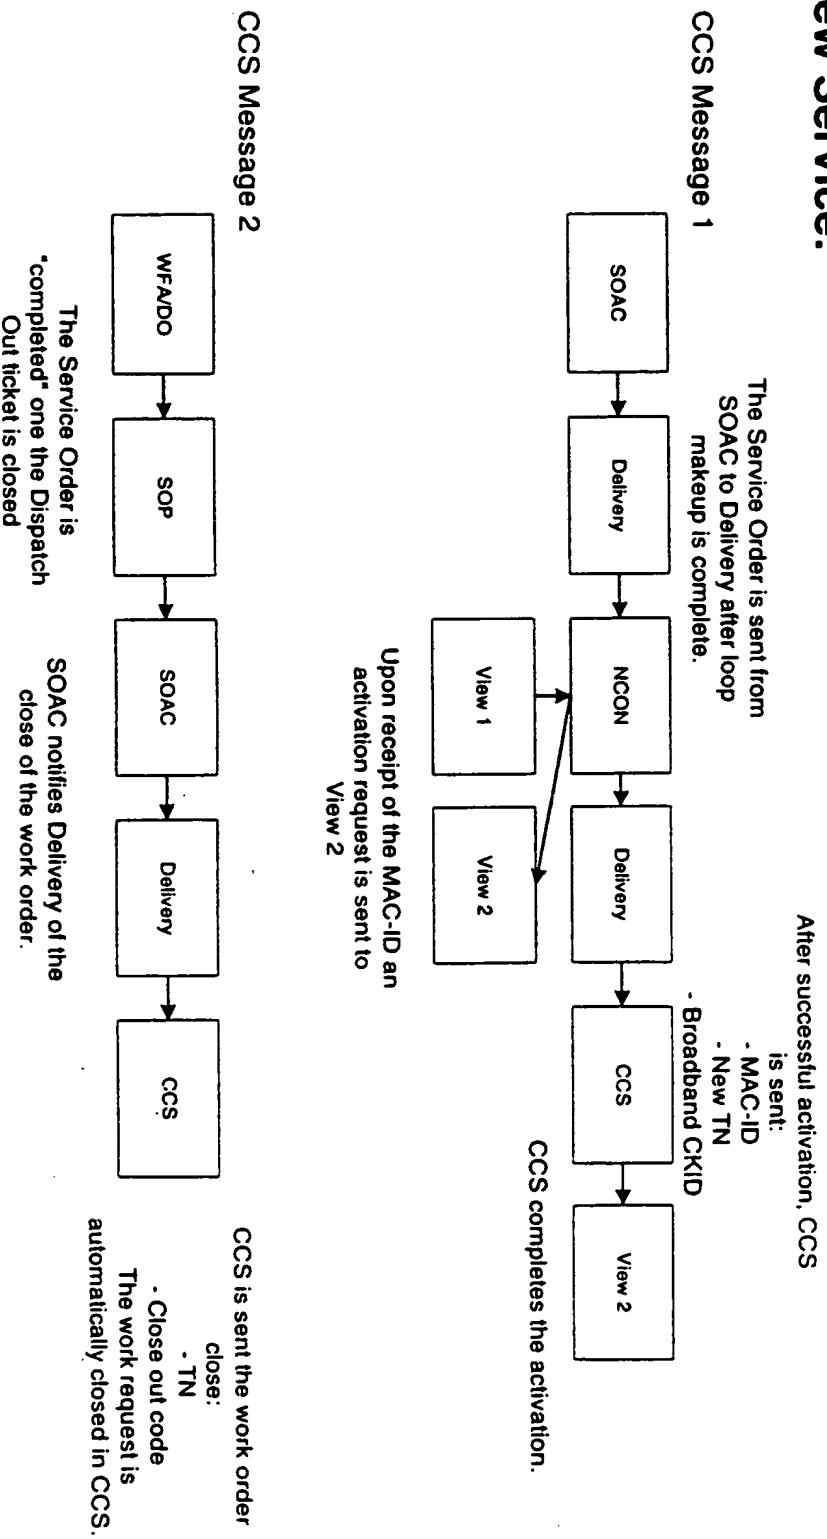 ew Service.
CCS Message 1
The Service Order is sent from
SOAC to Delivery after loop
makeup is complete.
After successful activation, CCS
is sent:
- MAC-ID
- New TN
- Broadband CKID
SOAC
Delivery
NCON
Delivery
CCS
View 2
CCS completes the activation.
View 1
View 2
Upon receipt of the MAC-ID an
activation request is sent to
View 2
CCS Message 2
WFA/DO
SOP
SOAC
Delivery
CCS
The Service Order is
"completed" one the Dispatch
Out ticket is closed
SOAC notifies Delivery of the
close of the work order.
CCS is sent the work order
close:
- TN
- Close out code
The work request is
automatically closed in CCS.